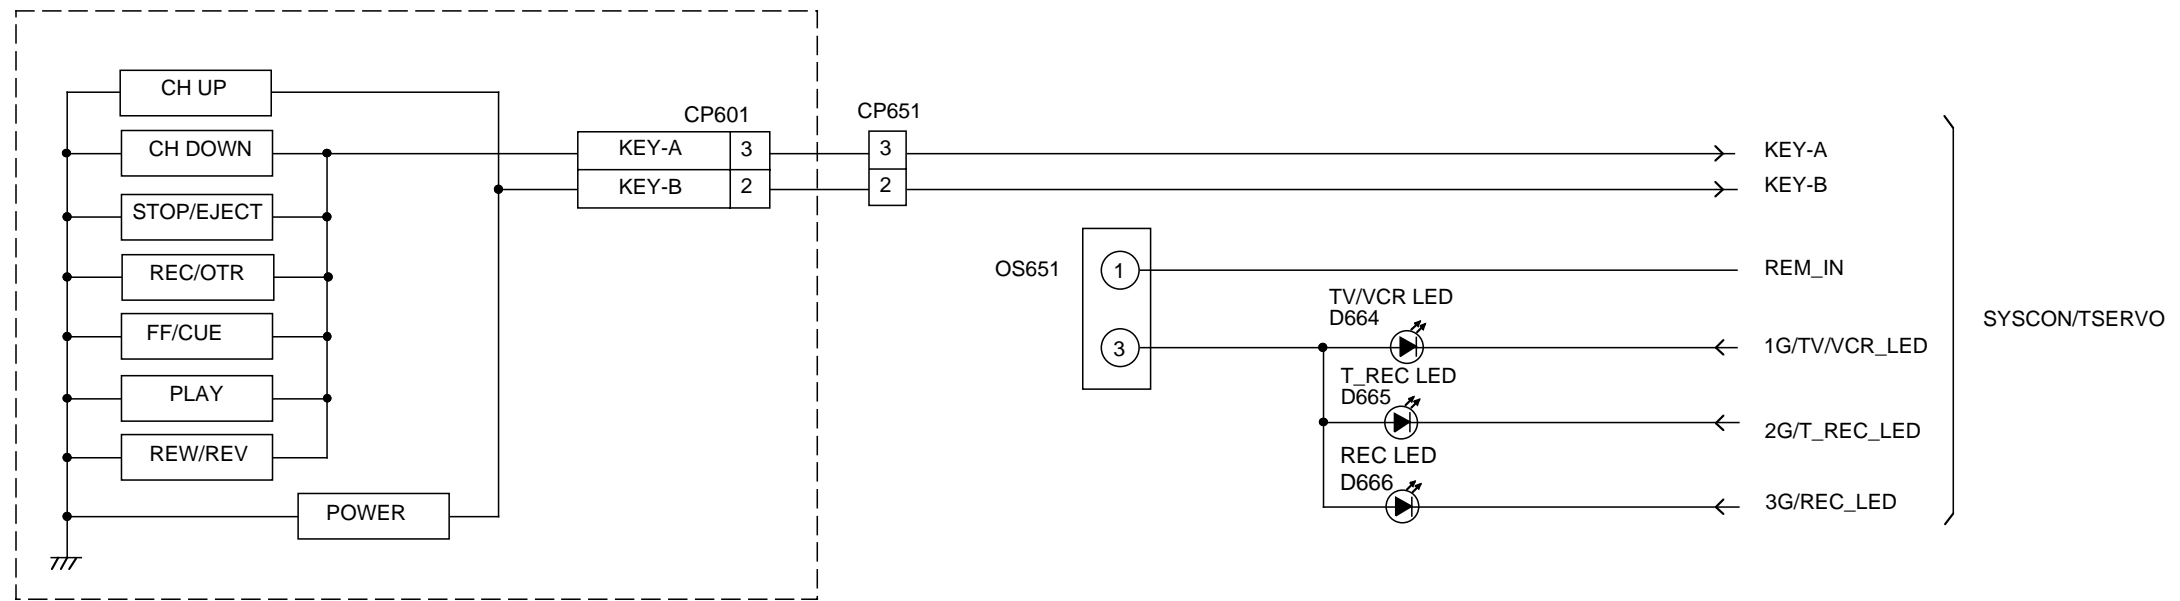 CH UP
CH DOWN
STOP/EJECT
REC/OTR
FF/CUE
PLAY
REW/REV
POWER
CP601
KEY-A 3
KEY-B 2
CP651
3
2
KEY-A
KEY-B
OS651
1
3
REM_IN
TV/VCR LED
D664
1G/TV/VCR_LED
T_REC LED
D665
2G/T_REC_LED
REC LED
D666
3G/REC_LED
SYSCON/TSERVO